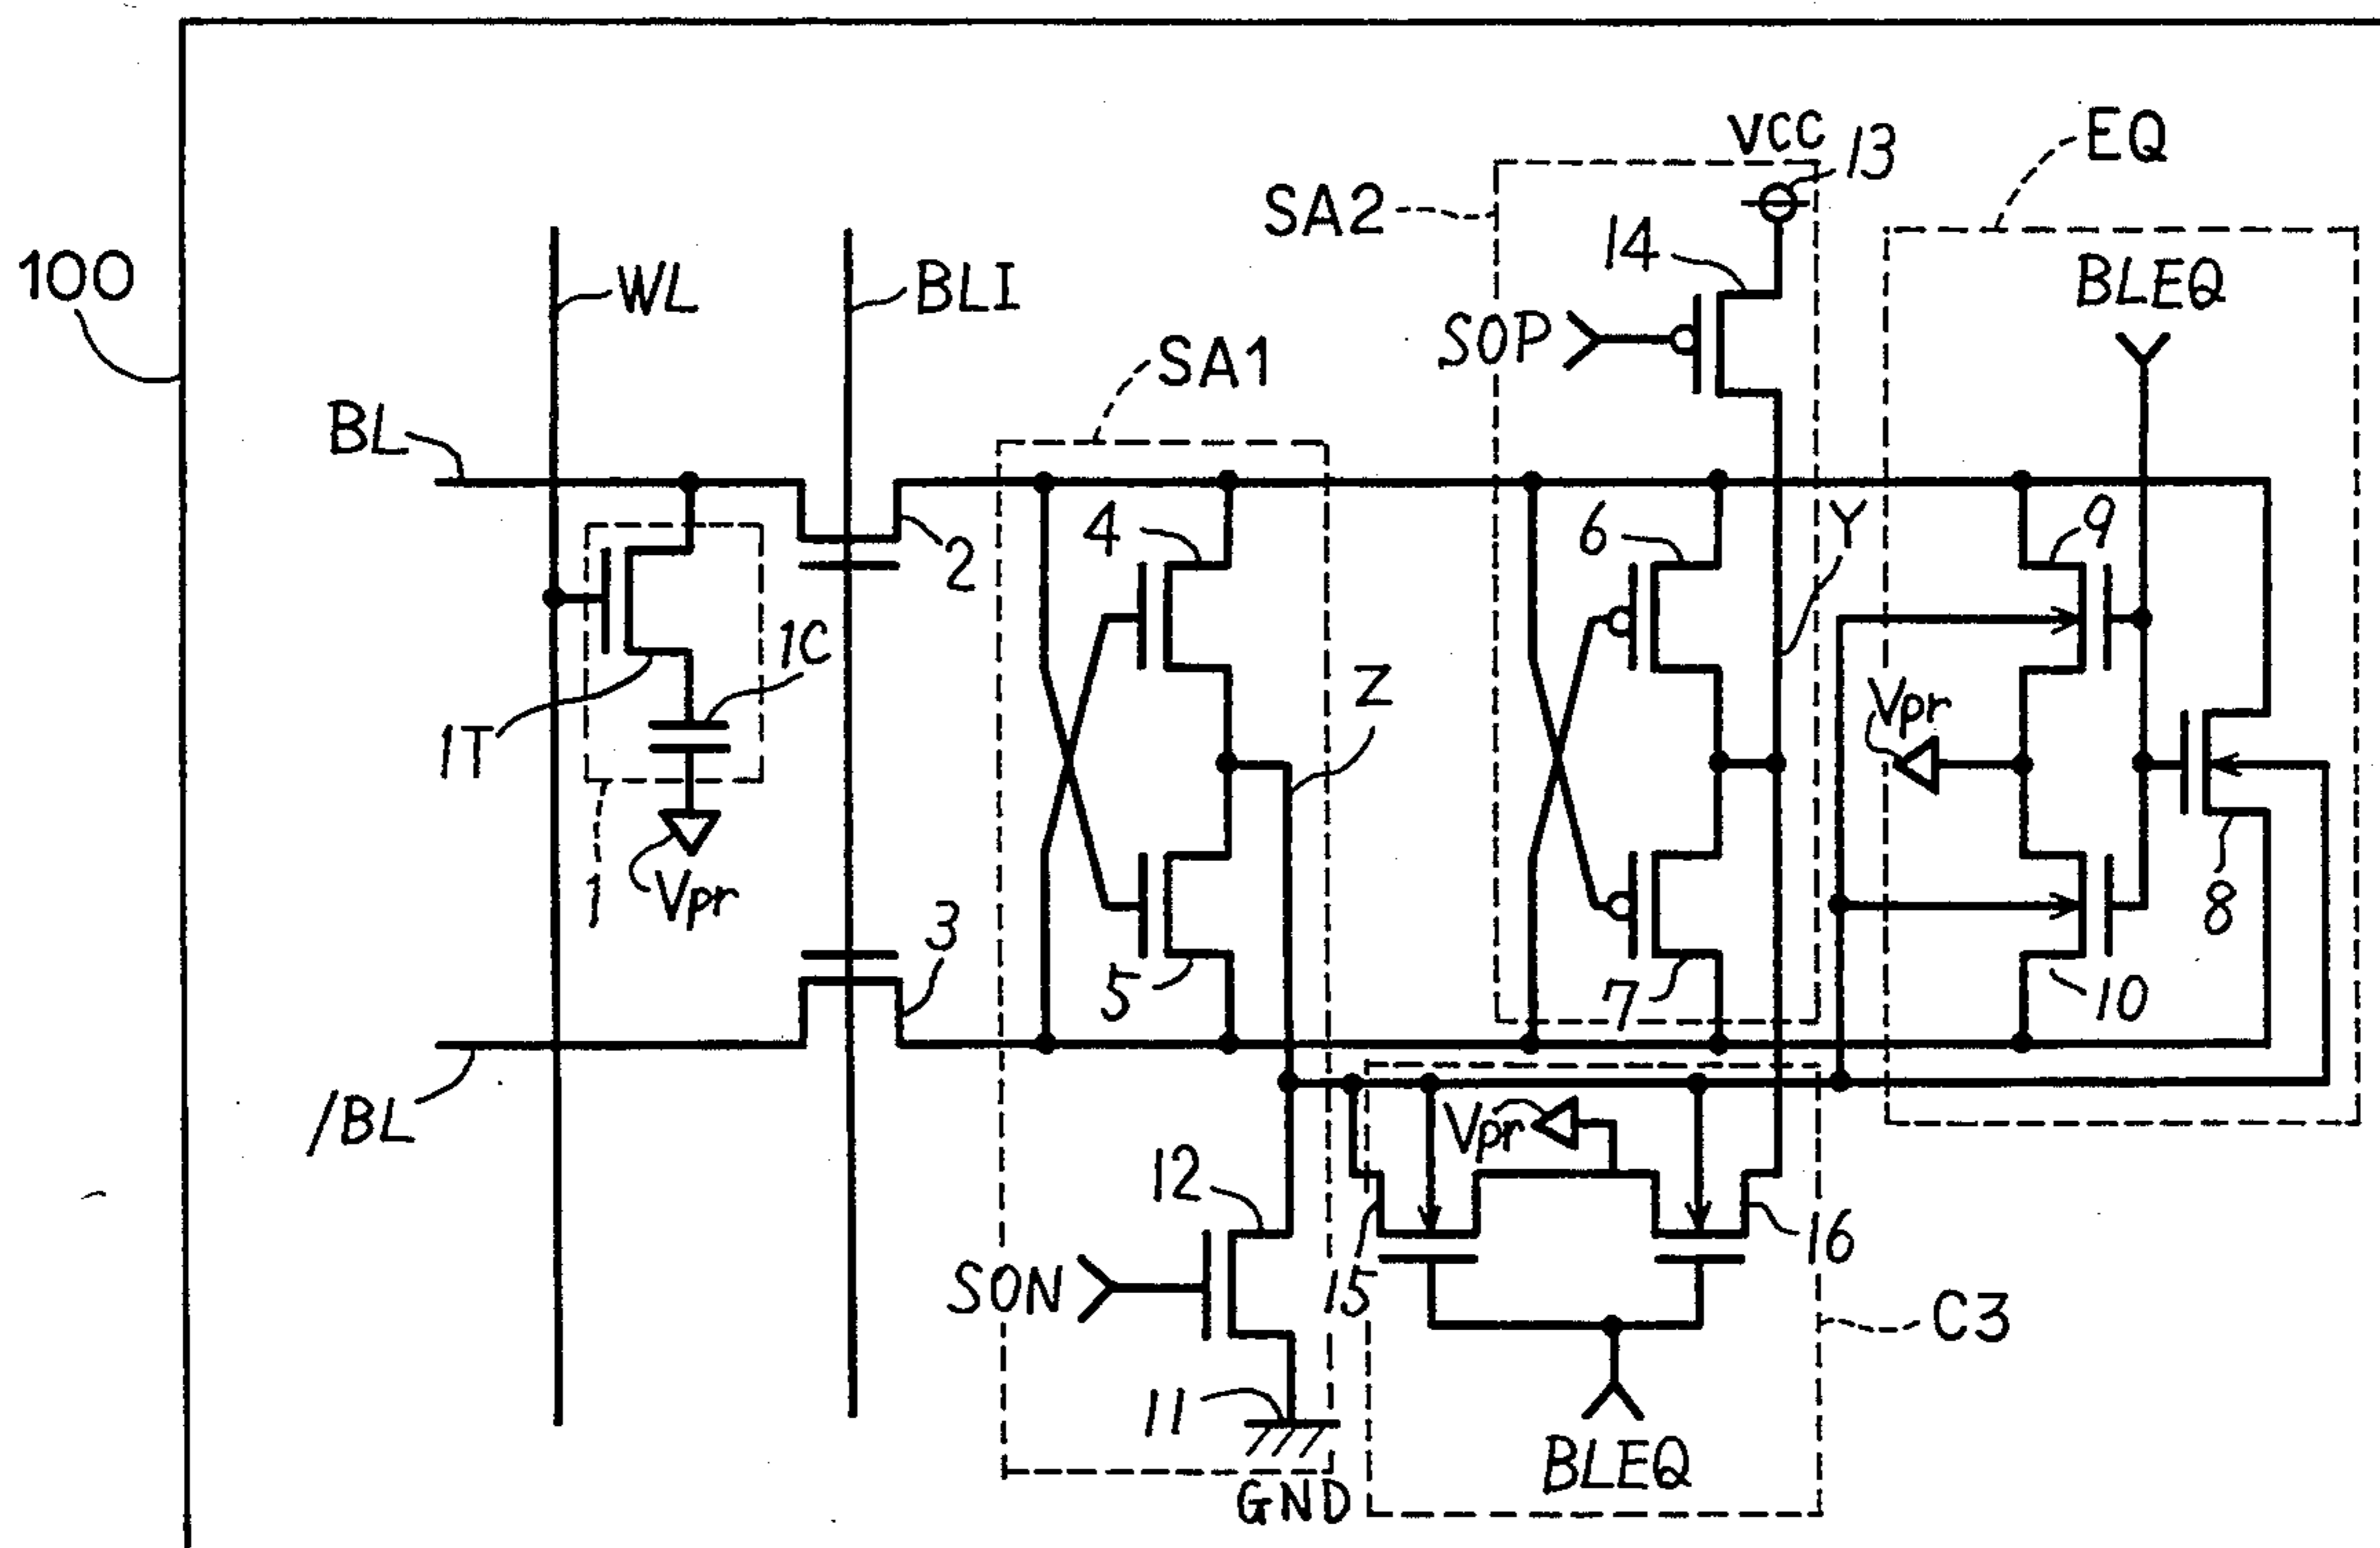 VCC
13
EQ
SA2
14
100
WL
BLI
BLEQ
SOP
SA1
BL
4
6
Y
9
2
1C
Z
1T
Vpr
1
Vpr
3
8
5
7
10
/BL
Vpr
12
16
SON
15
C3
11
BLEQ
GND